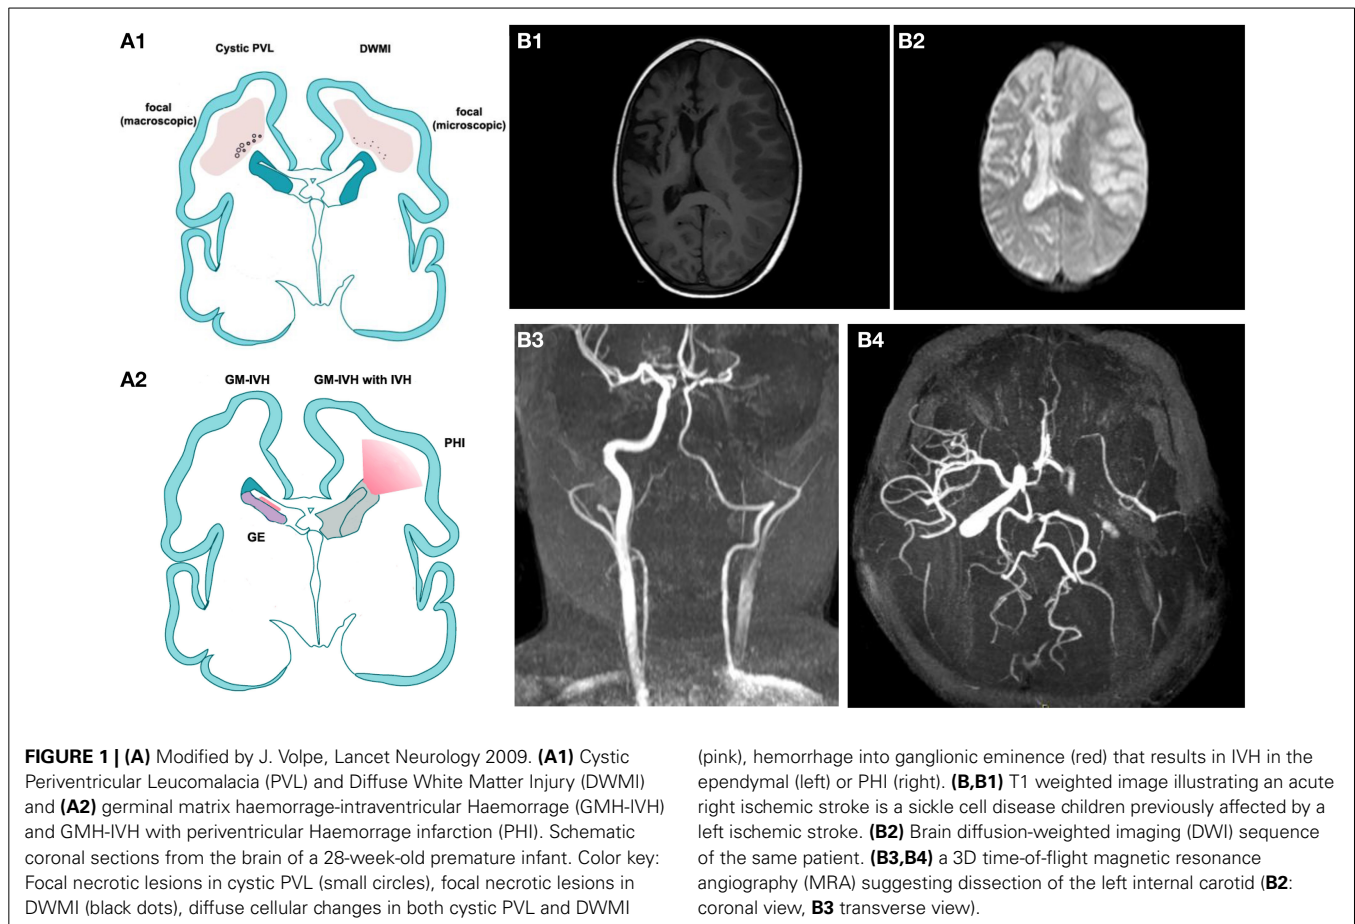 A1
Cystic PVL
DWMI
focal
(macroscopic)
focal
(microscopic)
B1
B2
A2
GM-IVH
GM-IVH with IVH
PHI
GE
B3
B4
FIGURE 1 | (A) Modified by J. Volpe, Lancet Neurology 2009. (A1) Cystic
Periventricular Leucomalacia (PVL) and Diffuse White Matter Injury (DWMI)
and (A2) germinal matrix haemorrage-intraventricular Haemorrage (GMH-IVH)
and GMH-IVH with periventricular Haemorrage infarction (PHI). Schematic
coronal sections from the brain of a 28-week-old premature infant. Color key:
Focal necrotic lesions in cystic PVL (small circles), focal necrotic lesions in
DWMI (black dots), diffuse cellular changes in both cystic PVL and DWMI
(pink), hemorrhage into ganglionic eminence (red) that results in IVH in the
ependymal (left) or PHI (right). (B,B1) T1 weighted image illustrating an acute
right ischemic stroke is a sickle cell disease children previously affected by a
left ischemic stroke. (B2) Brain diffusion-weighted imaging (DWI) sequence
of the same patient. (B3,B4) a 3D time-of-flight magnetic resonance
angiography (MRA) suggesting dissection of the left internal carotid (B2:
coronal view, B3 transverse view).